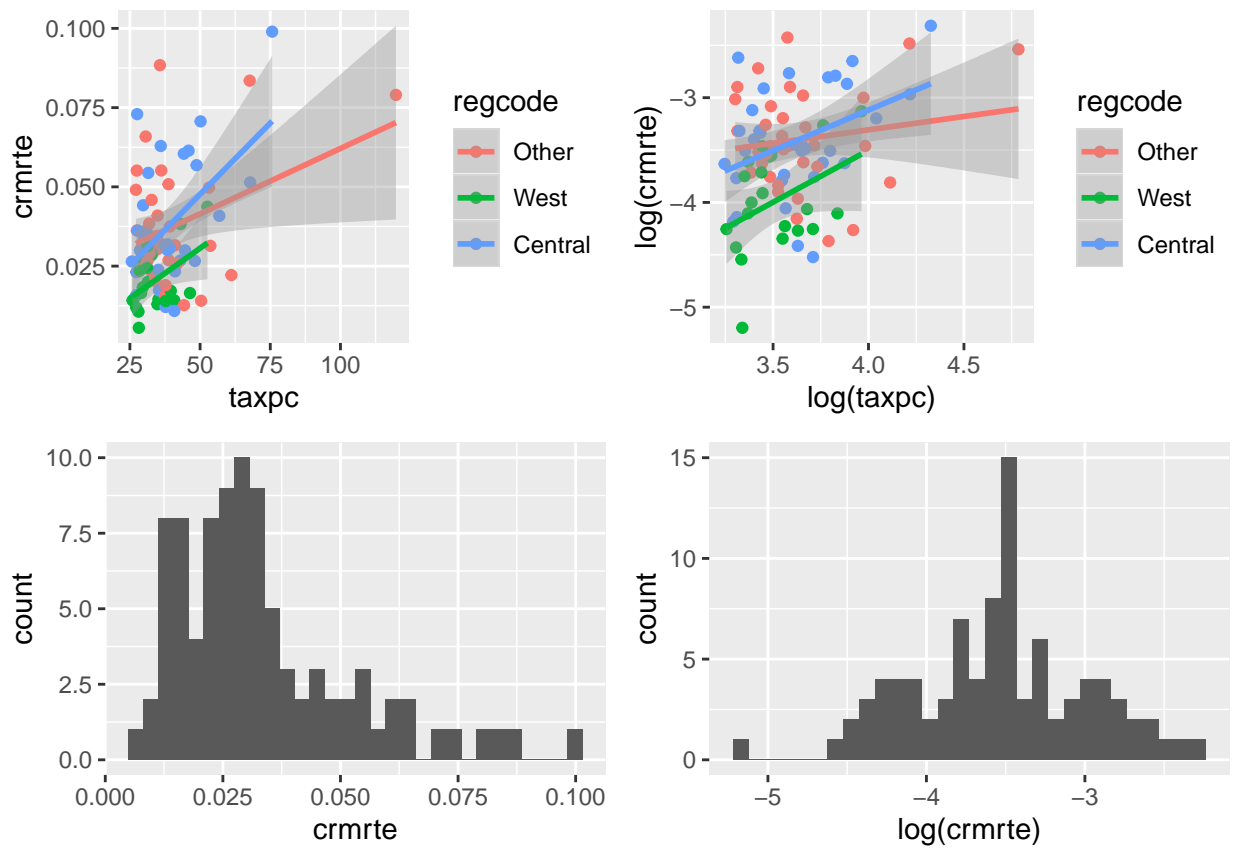 crmrte
0.100
0.075
0.050
0.025
25 50 75 100
taxpc
regcode
Other
West
Central
log(crmrte)
−3
−4
−5
3.5 4.0 4.5
log(taxpc)
regcode
Other
West
Central
count
10.0
7.5
5.0
2.5
0.0
0.000 0.025 0.050 0.075 0.100
crmrte
count
15
10
5
0
−5 −4 −3
log(crmrte)